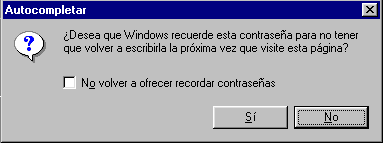 Autocompletar
¿Desea que Windows recuerde esta contraseña para no tener
que volver a escribirla la próxima vez que visite esta página?
No volver a ofrecer recordar contraseñas
Sí
No